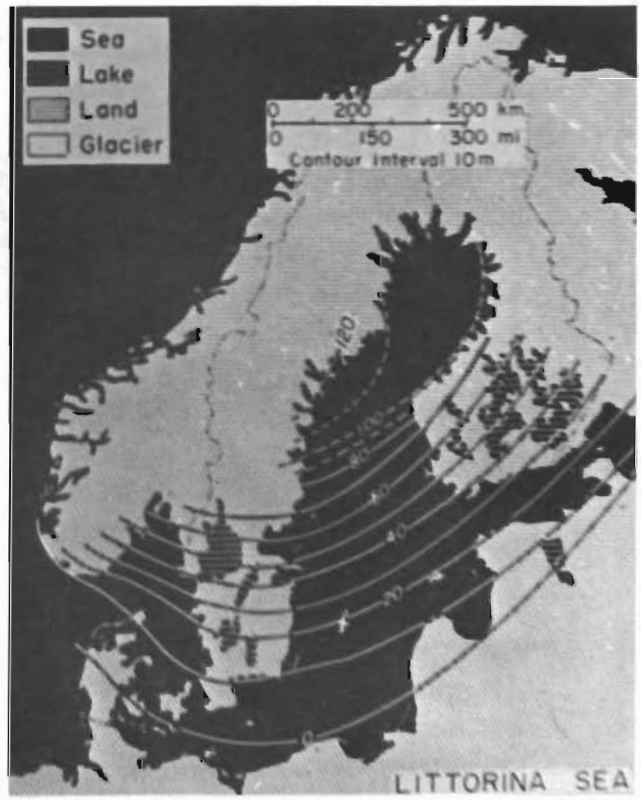 Sea
Lake
Land
Glacier
0 200 500 km
0 150 300 mi
Contour interval 10m
120
100
80
60
40
20
0
LITTORINA SEA